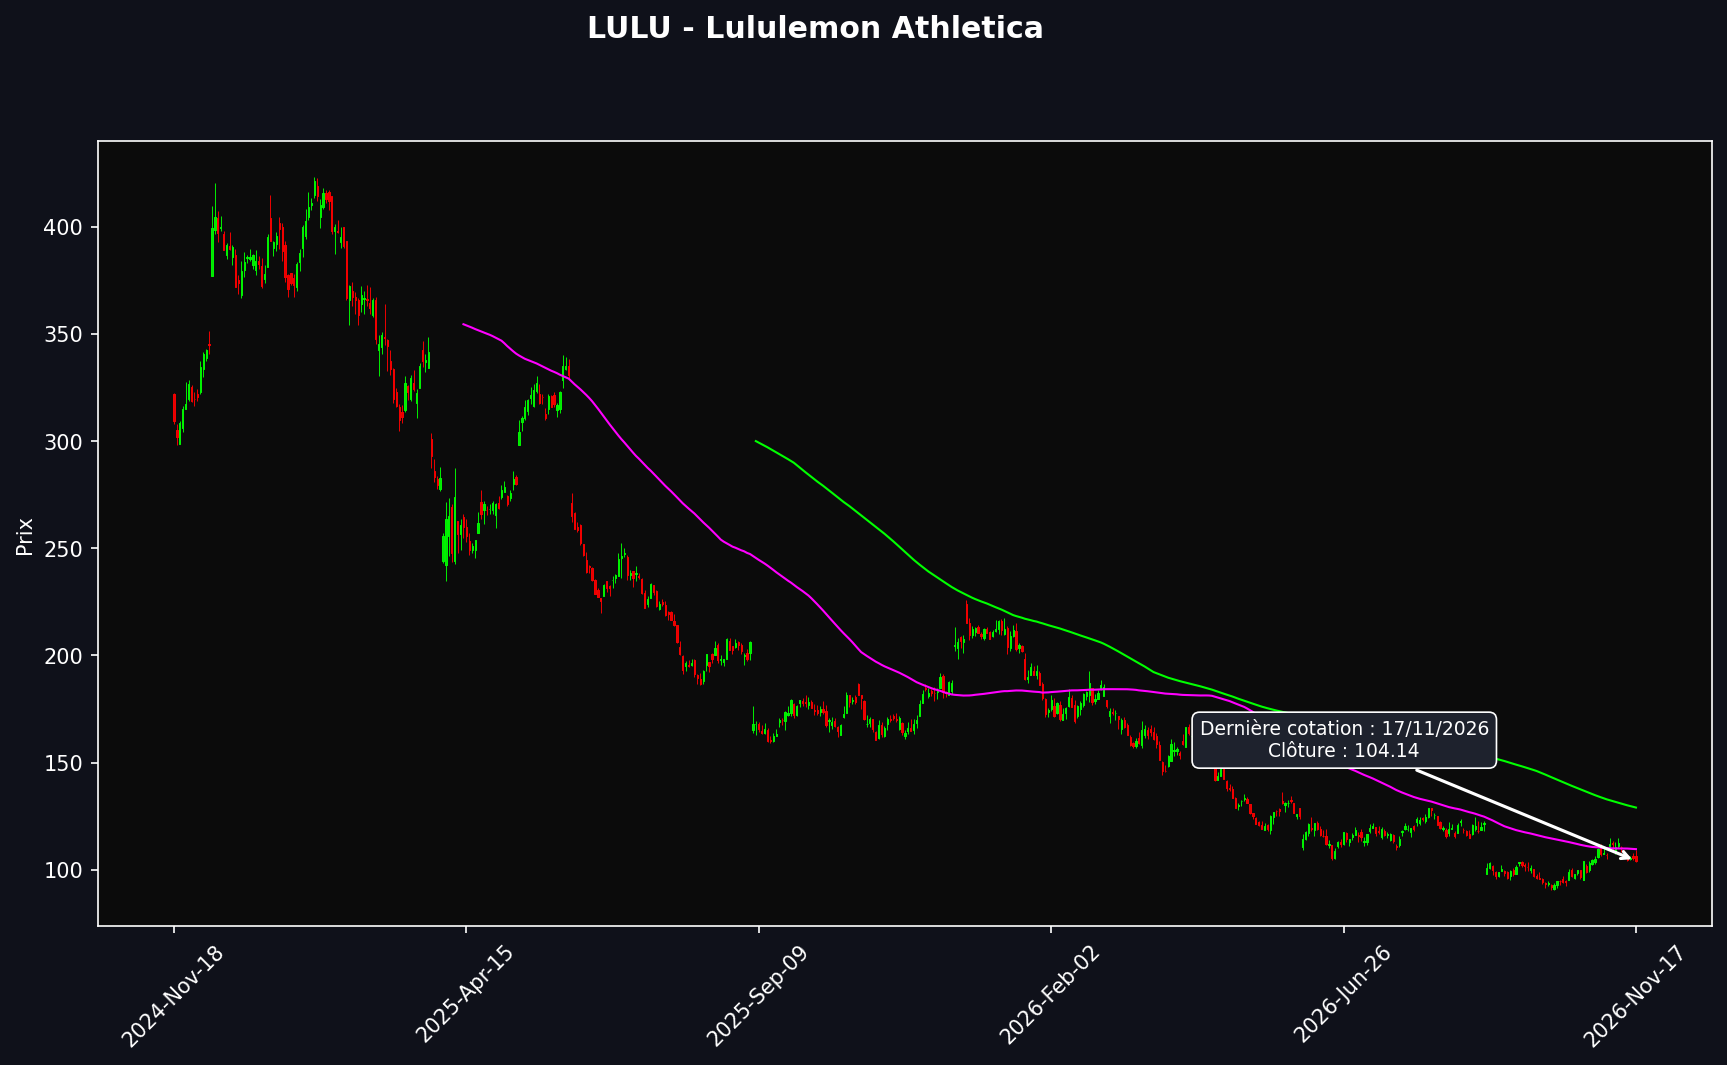 LULU - Lululemon Athletica
Prix
400
350
300
250
200
150
100
Dernière cotation : 17/11/2026
Clôture : 104.14
2024-Nov-18
2025-Apr-15
2025-Sep-09
2026-Feb-02
2026-Jun-26
2026-Nov-17